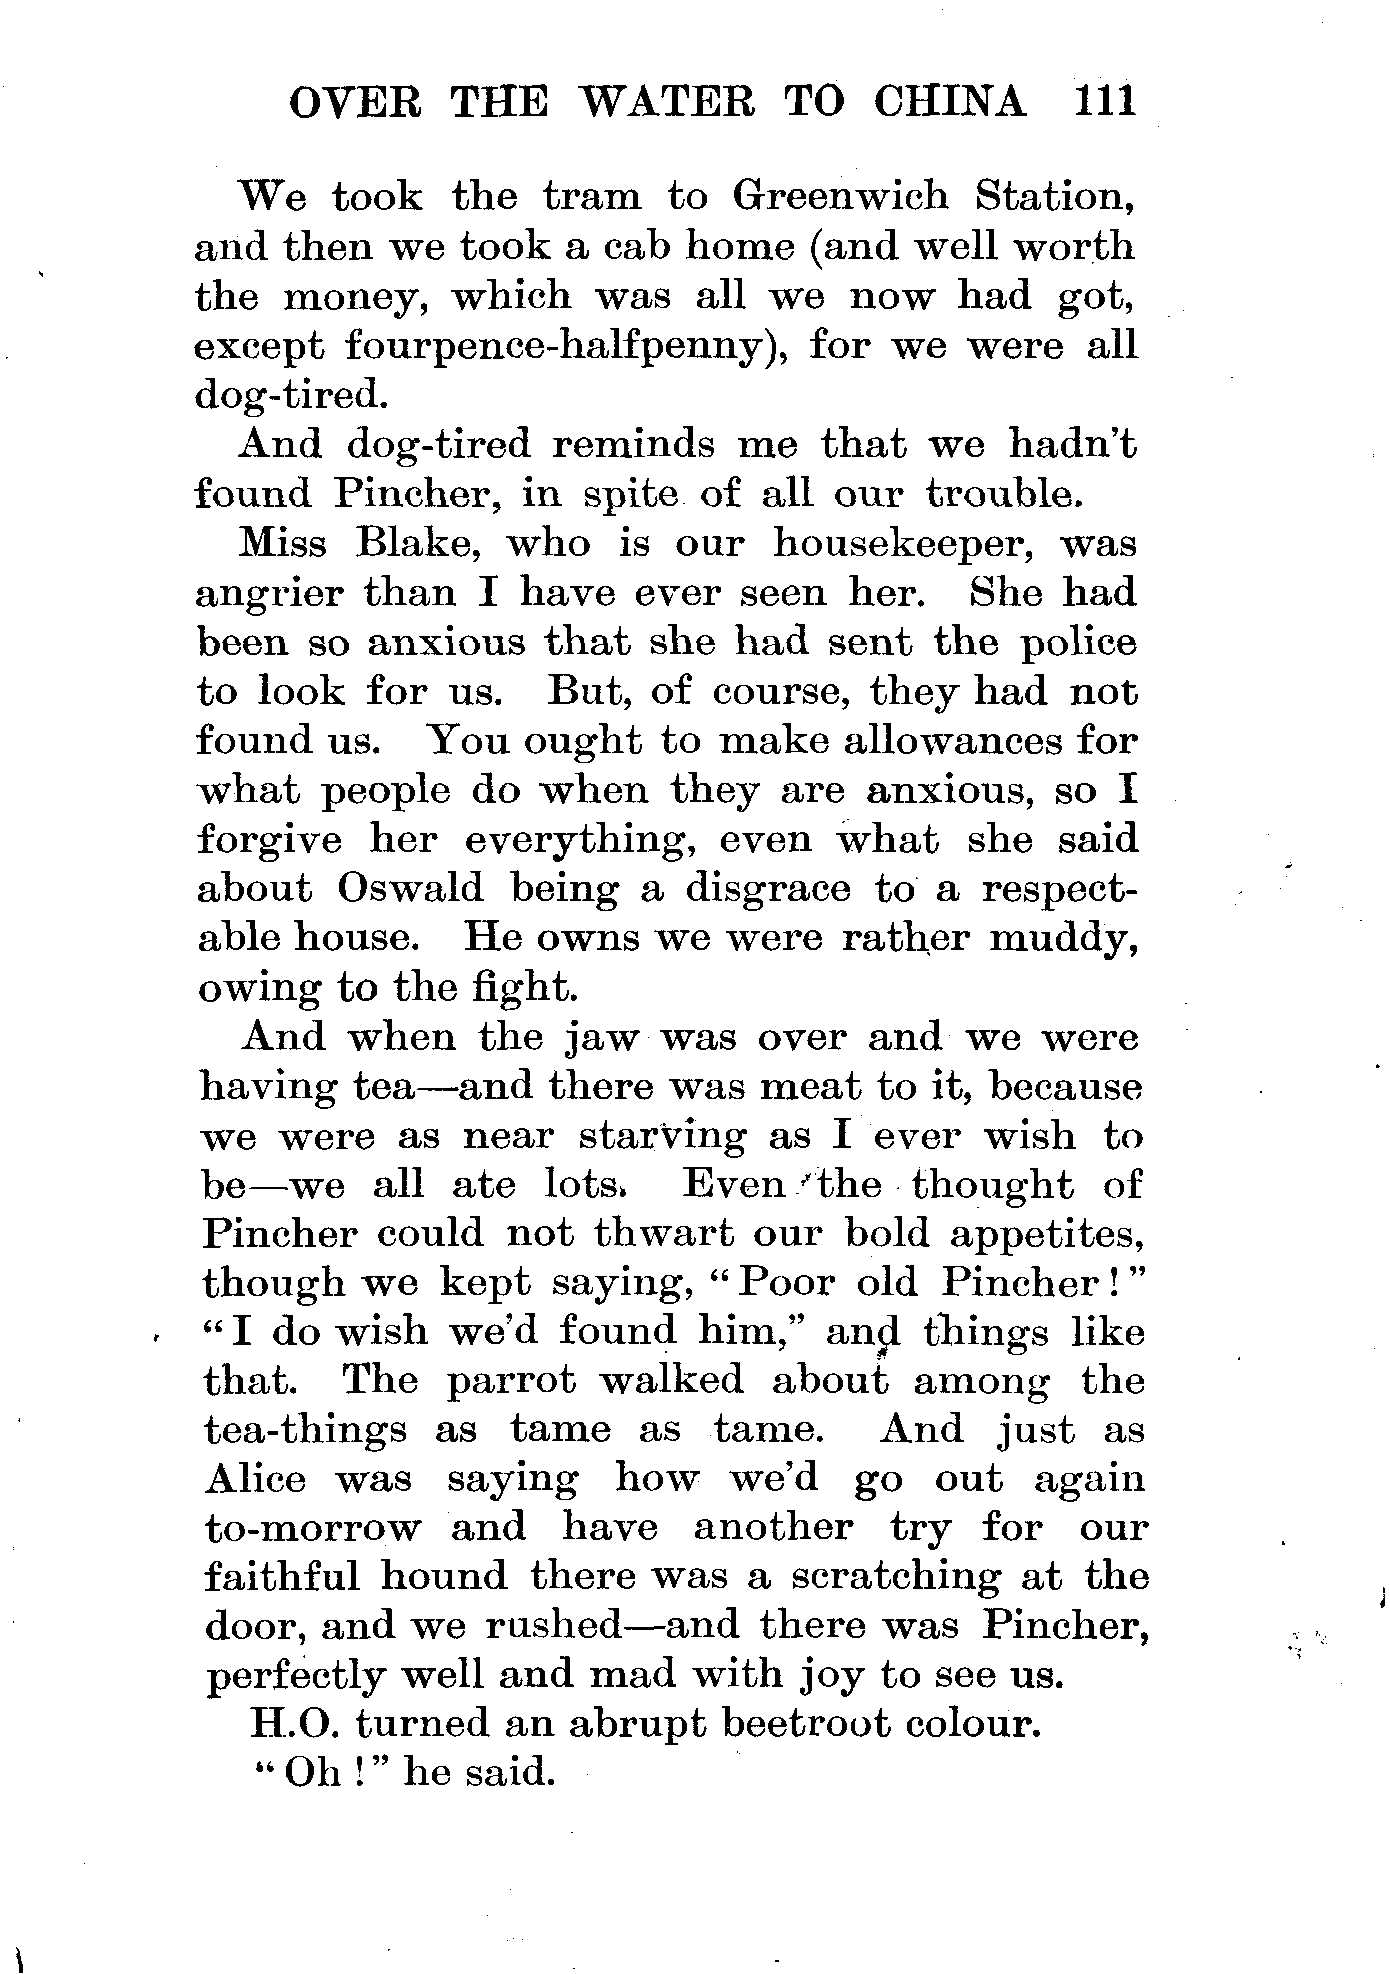 OVER THE WATER TO CHINA 111
We took the tram to Greenwich Station,
and then we took a cab home (and well worth
the money, which was all we now had got,
except fourpence-halfpenny), for we were all
dog-tired.
And dog-tired reminds me that we hadn't
found Pincher, in spite of all our trouble.
Miss Blake, who is our housekeeper, was
angrier than I have ever seen her. She had
been so anxious that she had sent the police
to look for us. But, of course, they had not
found us. You ought to make allowances for
what people do when they are anxious, so I
forgive her everything, even what she said
about Oswald being a disgrace to a respect-
able house. He owns we were rather muddy,
owing to the fight.
And when the jaw was over and we were
having tea—and there was meat to it, because
we were as near starving as I ever wish to
be—we all ate lots. Even the thought of
Pincher could not thwart our bold appetites,
though we kept saying, "Poor old Pincher!"
"I do wish we'd found him," and things like
that. The parrot walked about among the
tea-things as tame as tame. And just as
Alice was saying how we'd go out again
to-morrow and have another try for our
faithful hound there was a scratching at the
door, and we rushed—and there was Pincher,
perfectly well and mad with joy to see us.
H.O. turned an abrupt beetroot colour.
"Oh!" he said.